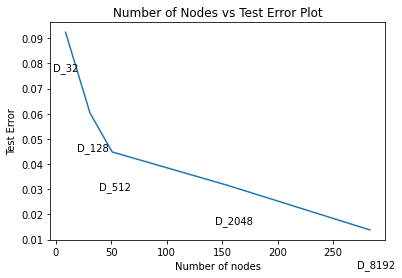 Number of Nodes vs Test Error Plot
0.09
0.08
0.07
0.06
0.05
0.04
0.03
0.02
0.01
Test Error
D_32
D_128
D_512
D_2048
D_8192
0 50 100 150 200 250
Number of nodes